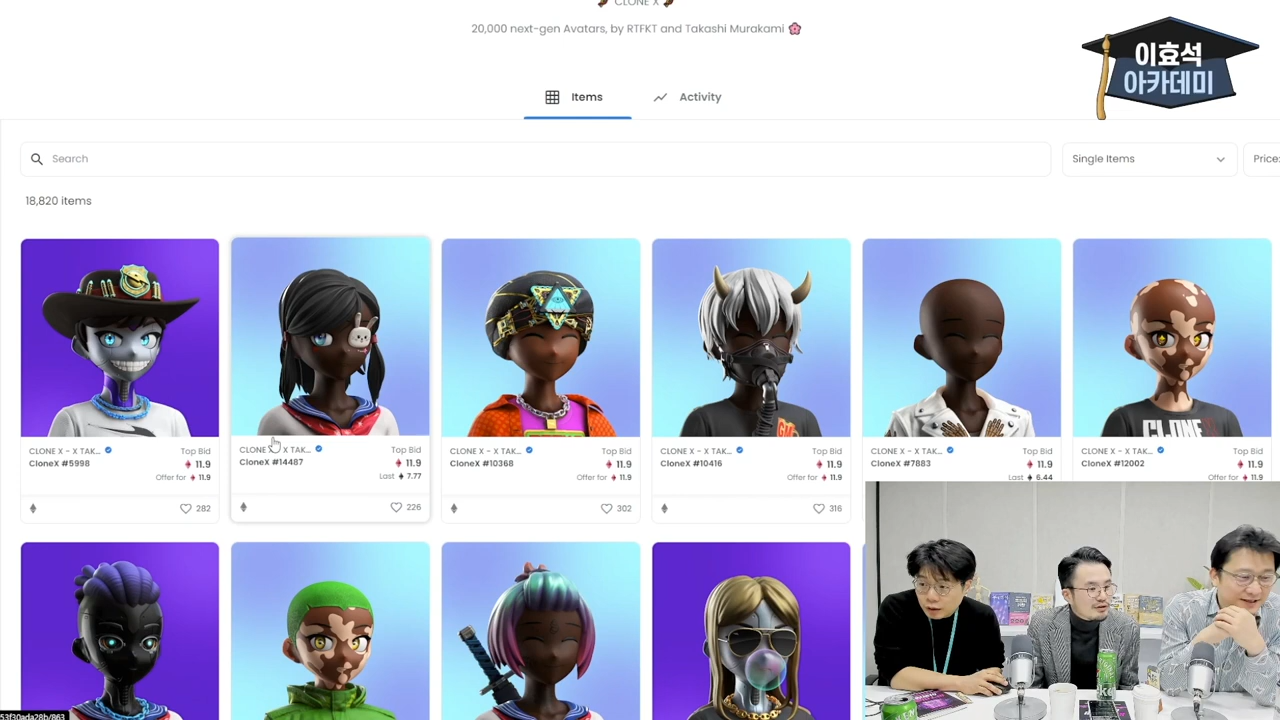 CLONE X
20,000 next-gen Avatars, by RTFKT and Takashi Murakami
이효석
아카데미
Items
Activity
Search
Single Items
Price:
18,820 items
CLONE X - X TAK...
Top Bid
CloneX #5998
11.9
Offer for 11.9
282
CLONE X TAK...
Top Bid
CloneX #14487
11.9
Last 7.77
226
CLONE X - X TAK...
Top Bid
CloneX #10368
11.9
Offer for 11.9
302
CLONE X - X TAK...
Top Bid
CloneX #10416
11.9
Offer for 11.9
316
CLONE X - X TAK...
Top Bid
CloneX #7883
11.9
Last 6.44
CLONE
CLONE X - X TAK...
Top Bid
CloneX #12002
11.9
Offer for 11.9
53f30ada28b/863